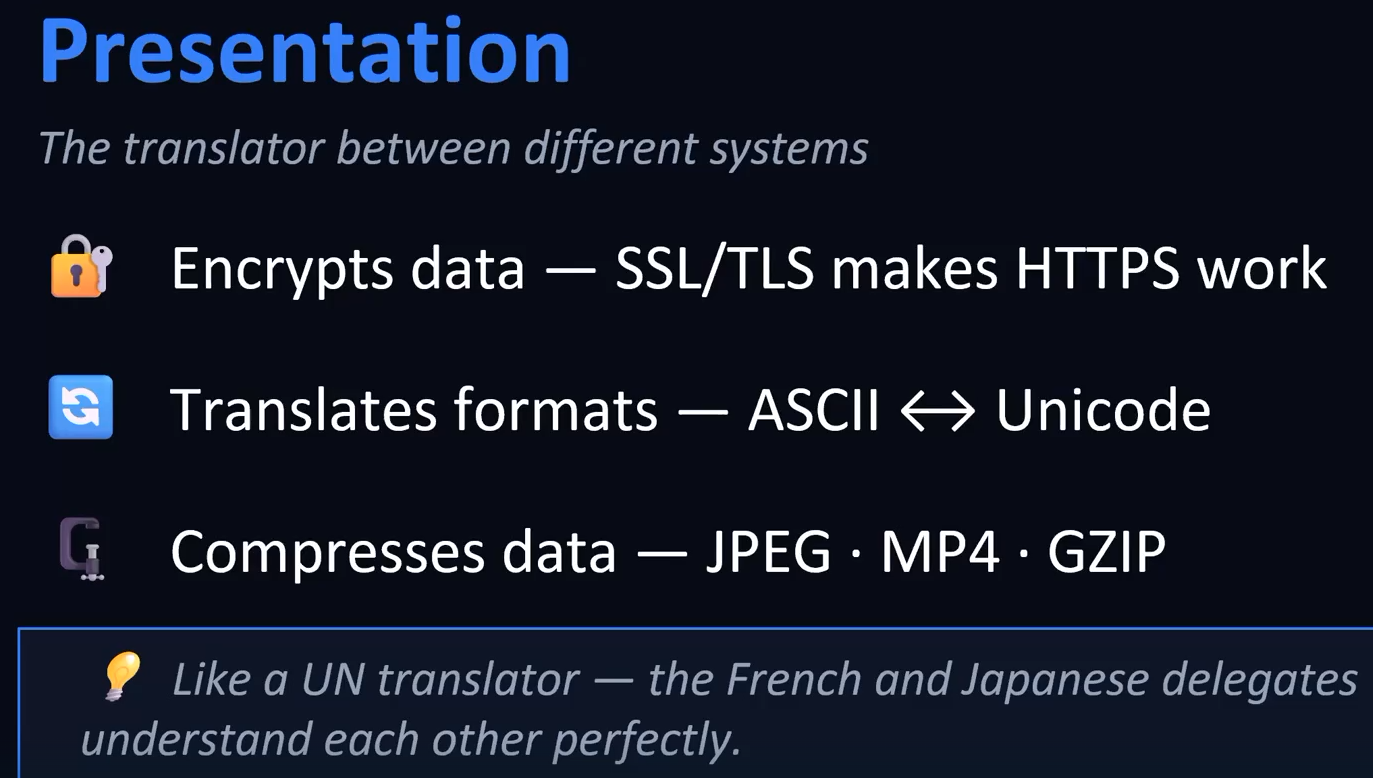 Presentation
The translator between different systems
Encrypts data — SSL/TLS makes HTTPS work
Translates formats — ASCII ↔ Unicode
Compresses data — JPEG · MP4 · GZIP
Like a UN translator — the French and Japanese delegates
understand each other perfectly.